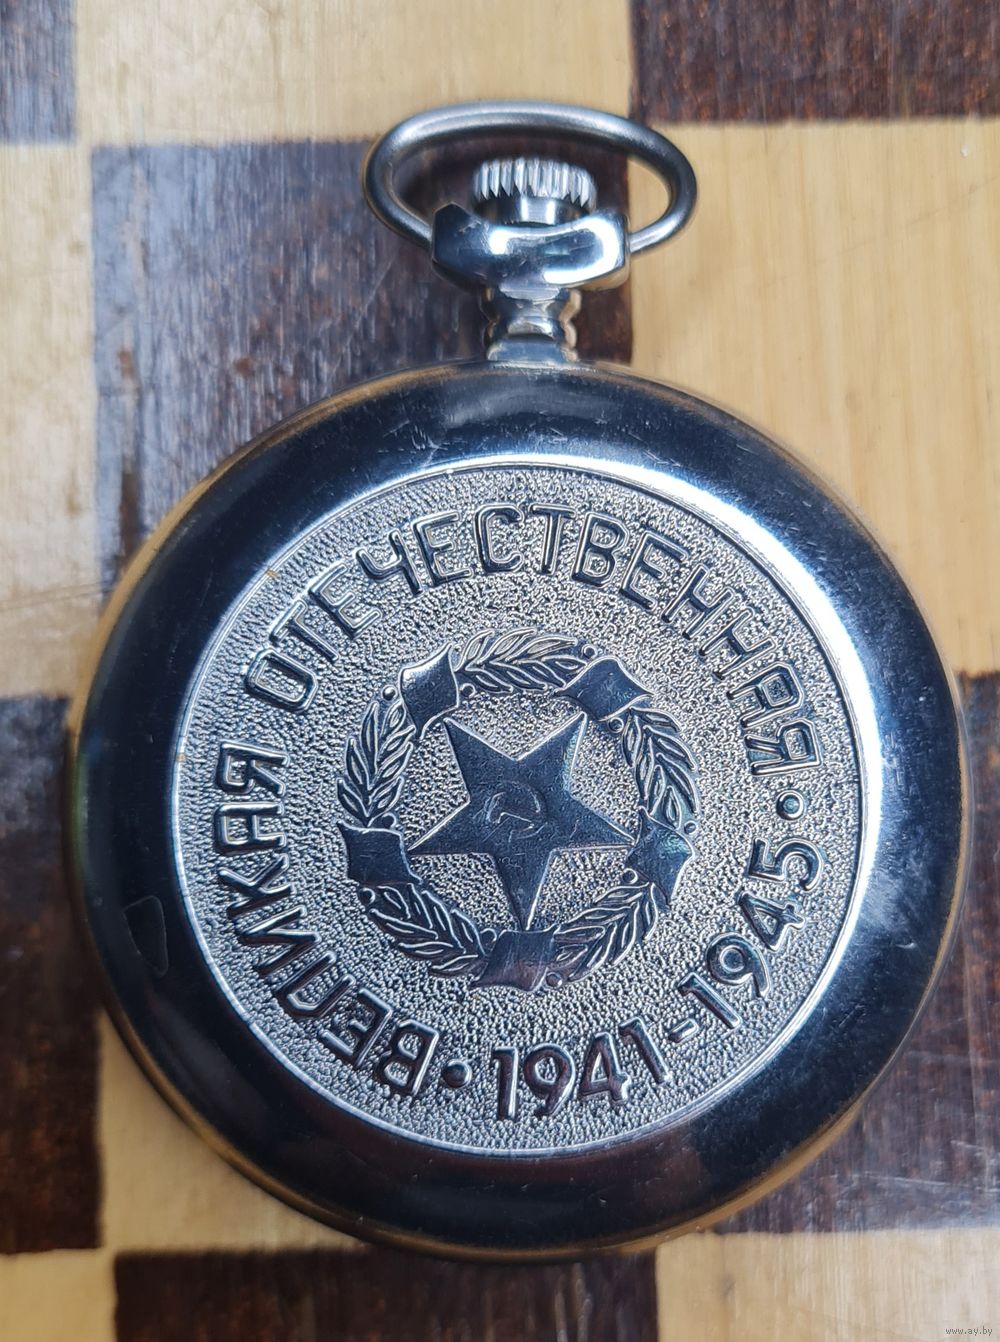 • ВЕЛИКАЯ ОТЕЧЕСТВЕННАЯ • 1941-1945
www.ay.by